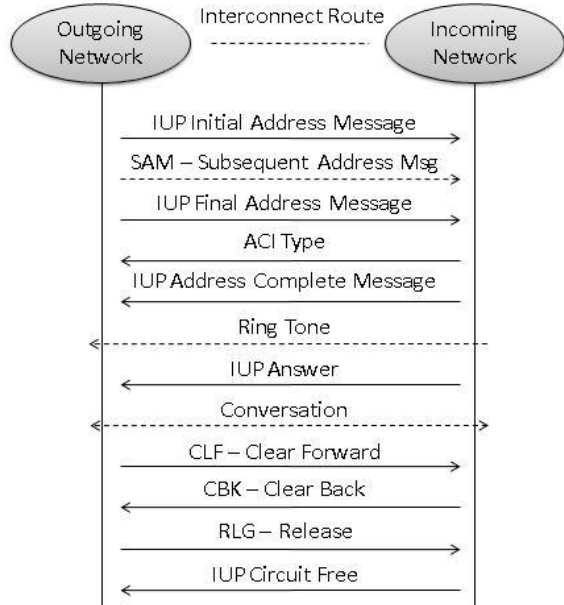 Interconnect Route
Outgoing
Network
Incoming
Network
IUP Initial Address Message
SAM – Subsequent Address Msg
IUP Final Address Message
ACI Type
IUP Address Complete Message
Ring Tone
IUP Answer
Conversation
CLF – Clear Forward
CBK – Clear Back
RLG – Release
IUP Circuit Free